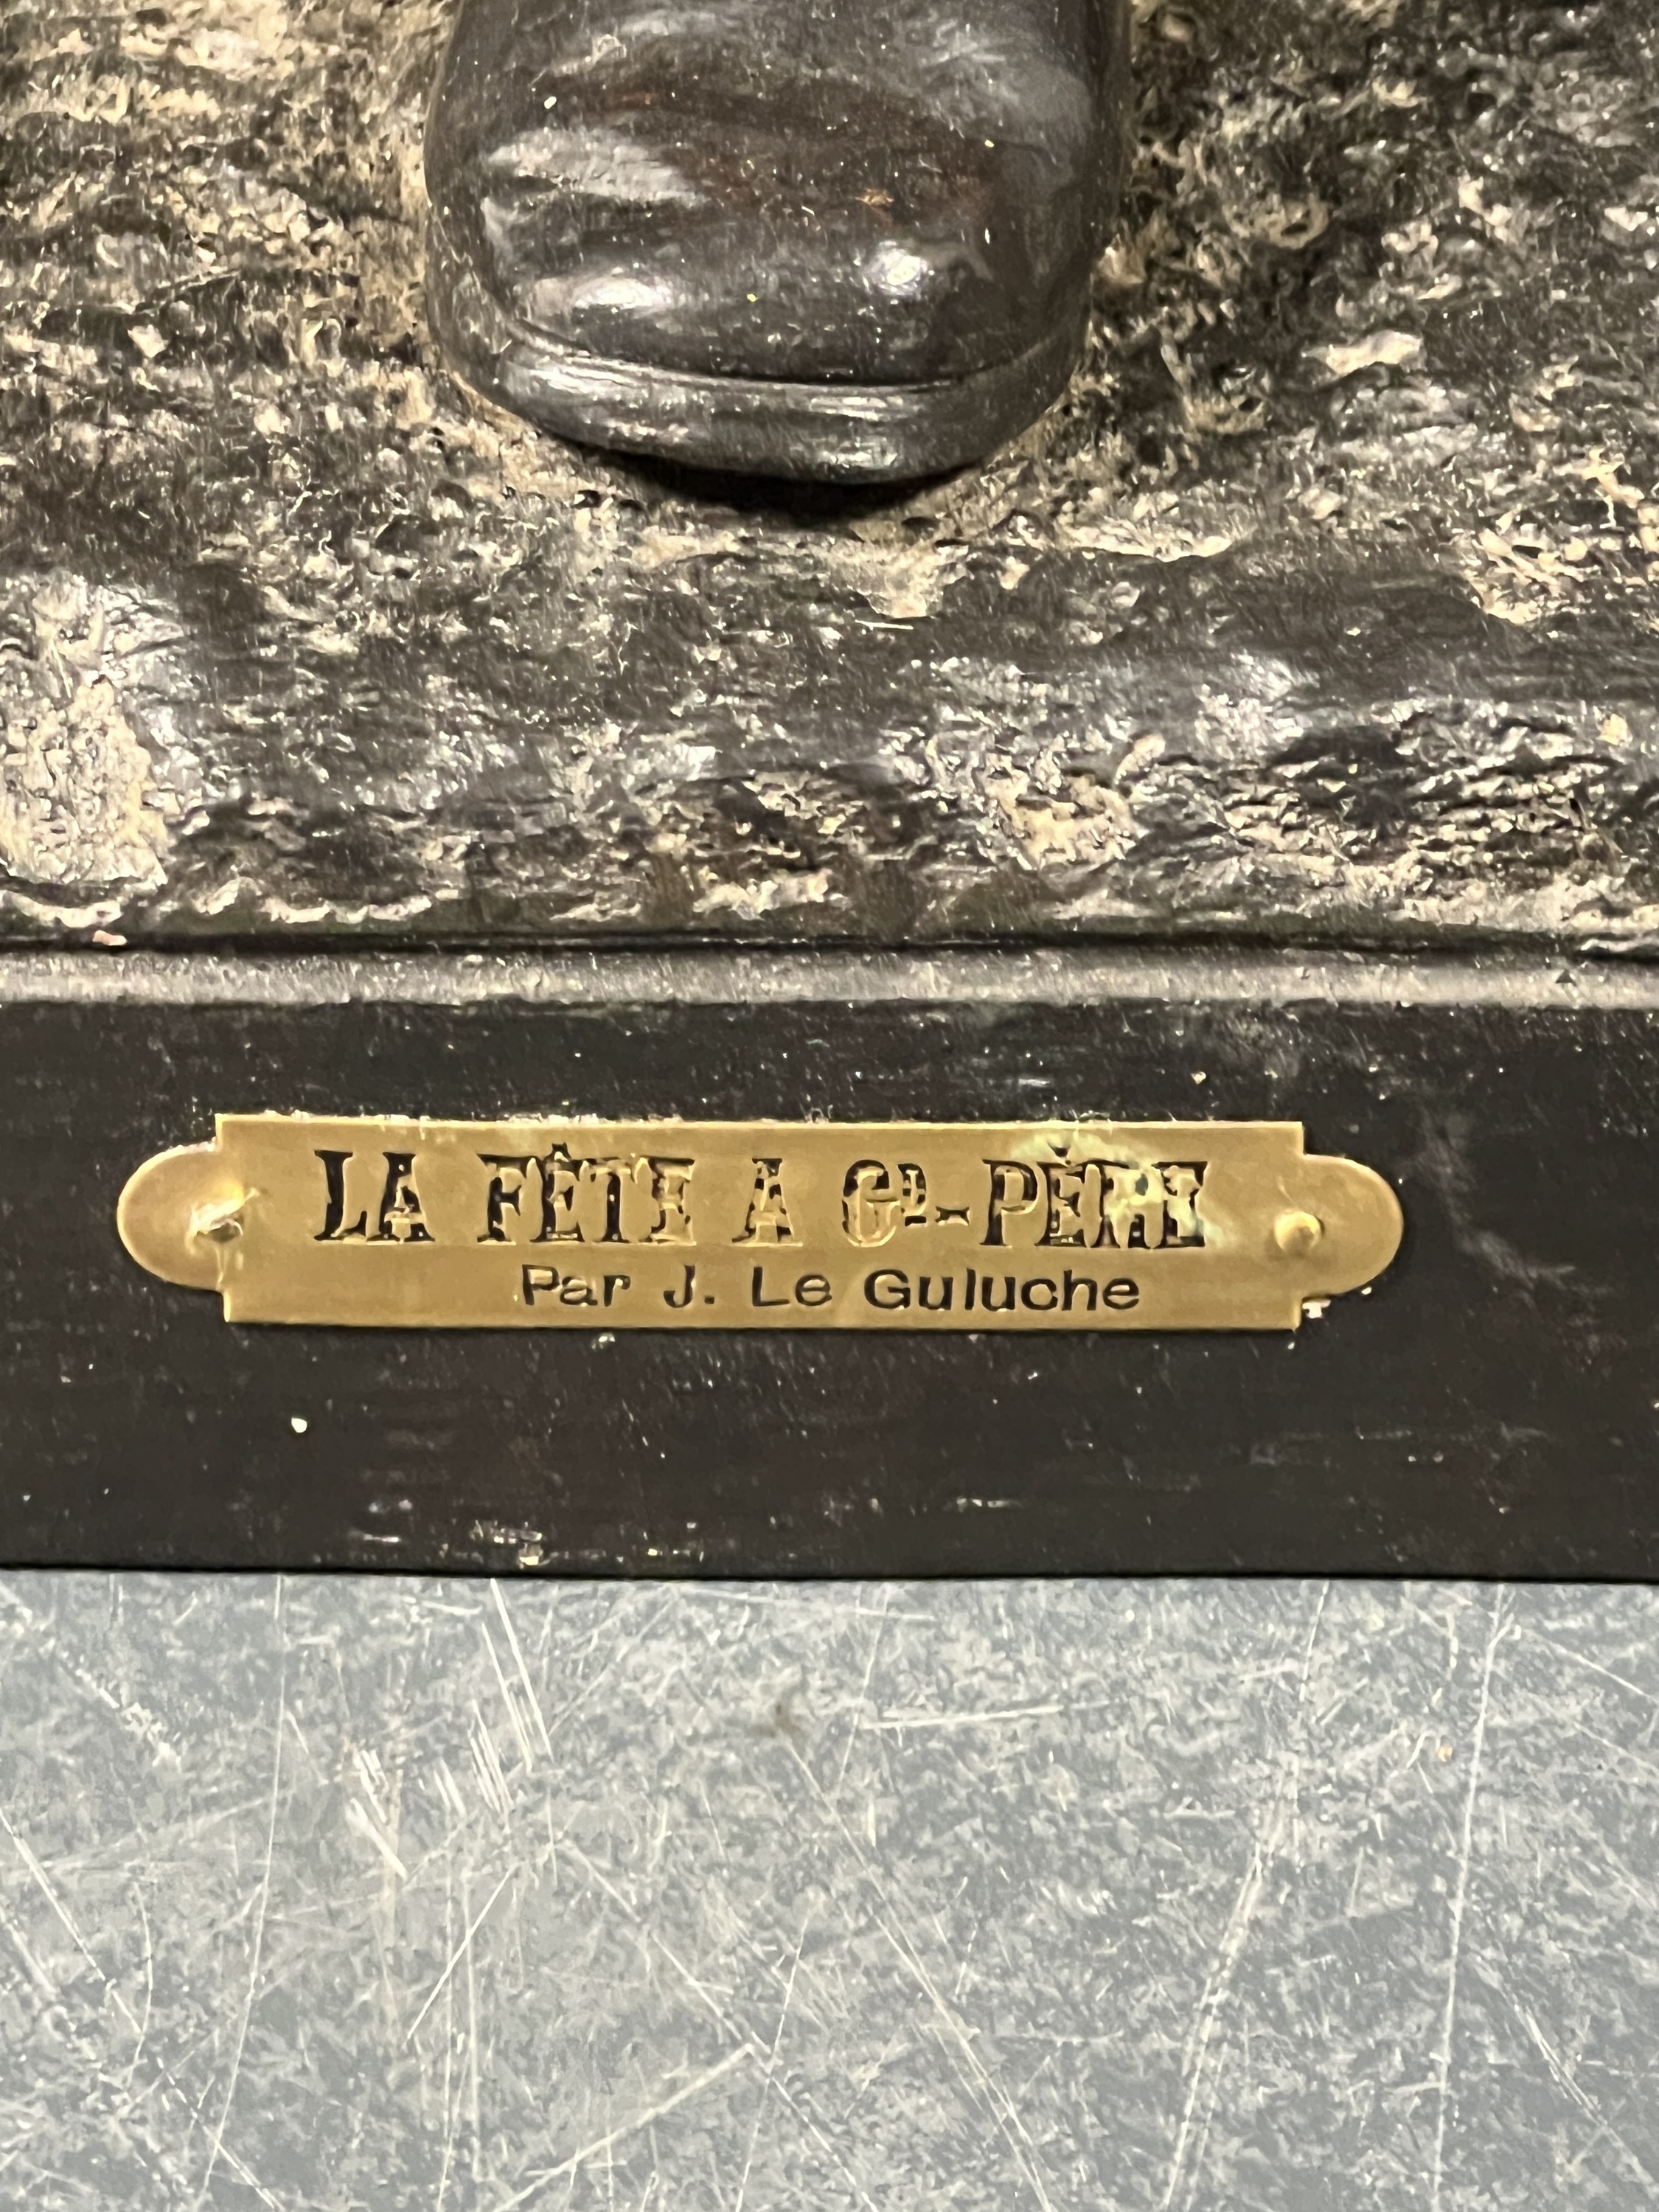 LA FÊTE A Gᴰ-PÈRE
Par J. Le Guluche